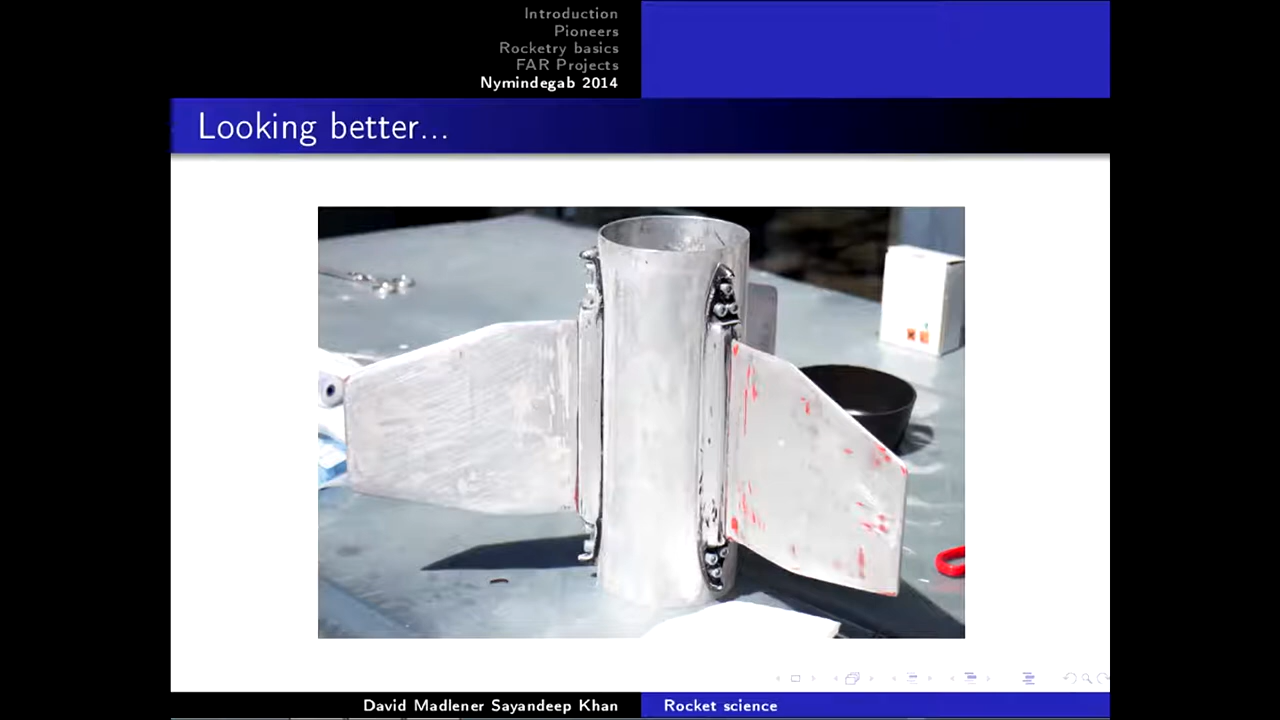 Introduction
Pioneers
Rocketry basics
FAR Projects
Nymindegab 2014
Looking better...
David Madlener Sayandeep Khan
Rocket science